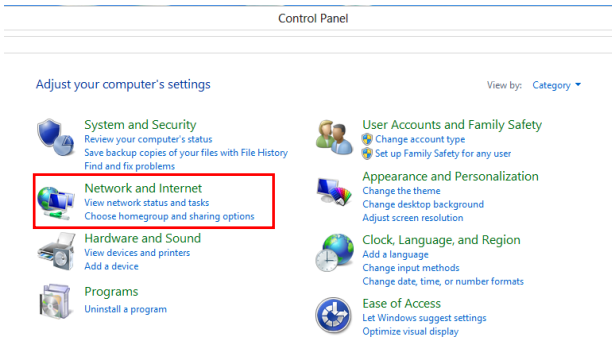 Control Panel
Adjust your computer's settings
View by: Category
System and Security
Review your computer's status
Save backup copies of your files with File History
Find and fix problems
Network and Internet
View network status and tasks
Choose homegroup and sharing options
Hardware and Sound
View devices and printers
Add a device
Programs
Uninstall a program
User Accounts and Family Safety
Change account type
Set up Family Safety for any user
Appearance and Personalization
Change the theme
Change desktop background
Adjust screen resolution
Clock, Language, and Region
Add a language
Change input methods
Change date, time, or number formats
Ease of Access
Let Windows suggest settings
Optimize visual display